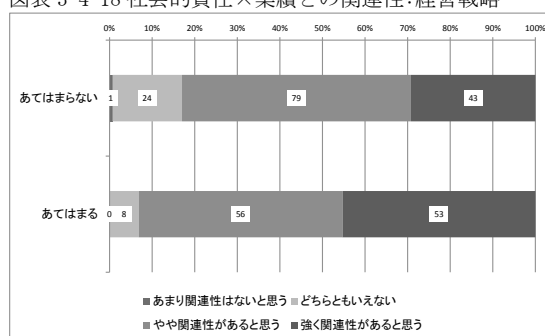 図表 3-4-18 社会的責任×業績との関連性:経営戦略
0% 10% 20% 30% 40% 50% 60% 70% 80% 90% 100%
あてはまらない 1 24 79 43
あてはまる 0 8 56 53
■あまり関連性はないと思う ■どちらともいえない
■やや関連性があると思う ■強く関連性があると思う